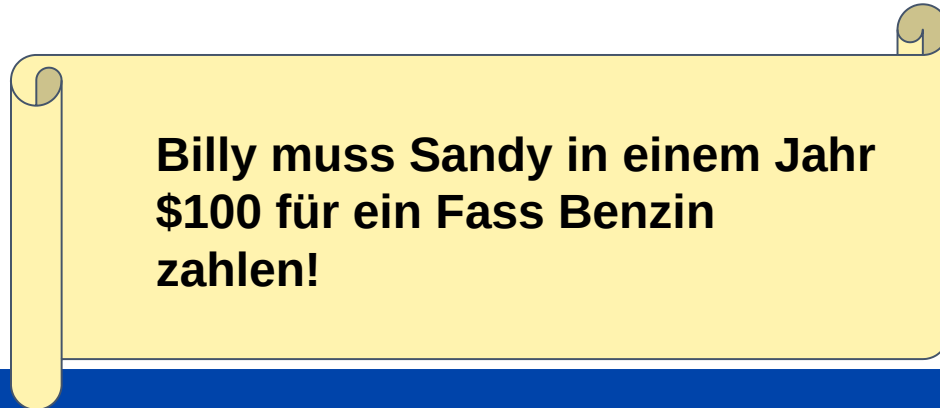 Billy muss Sandy in einem Jahr
$100 für ein Fass Benzin
zahlen!